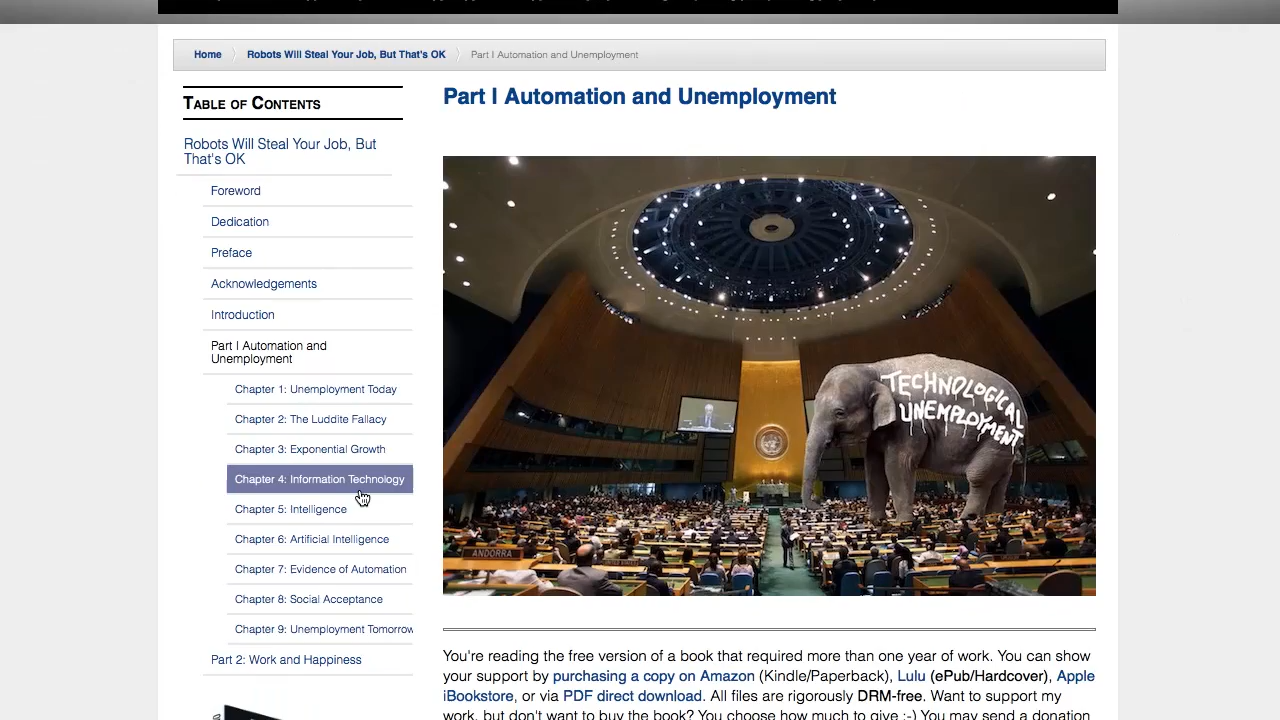 Home
Robots Will Steal Your Job, But That's OK
Part I Automation and Unemployment
TABLE OF CONTENTS
Robots Will Steal Your Job, But
That's OK
Foreword
Dedication
Preface
Acknowledgements
Introduction
Part I Automation and
Unemployment
Chapter 1: Unemployment Today
Chapter 2: The Luddite Fallacy
Chapter 3: Exponential Growth
Chapter 4: Information Technology
Chapter 5: Intelligence
Chapter 6: Artificial Intelligence
Chapter 7: Evidence of Automation
Chapter 8: Social Acceptance
Chapter 9: Unemployment Tomorrow
Part 2: Work and Happiness
Part I Automation and Unemployment
TECHNOLOGICAL
UNEMPLOYMENT
ANDORRA
You're reading the free version of a book that required more than one year of work. You can show
your support by purchasing a copy on Amazon (Kindle/Paperback), Lulu (ePub/Hardcover), Apple
iBookstore, or via PDF direct download. All files are rigorously DRM-free. Want to support my
work, but don't want to buy the book? You choose how much to give :-) You may send a donation